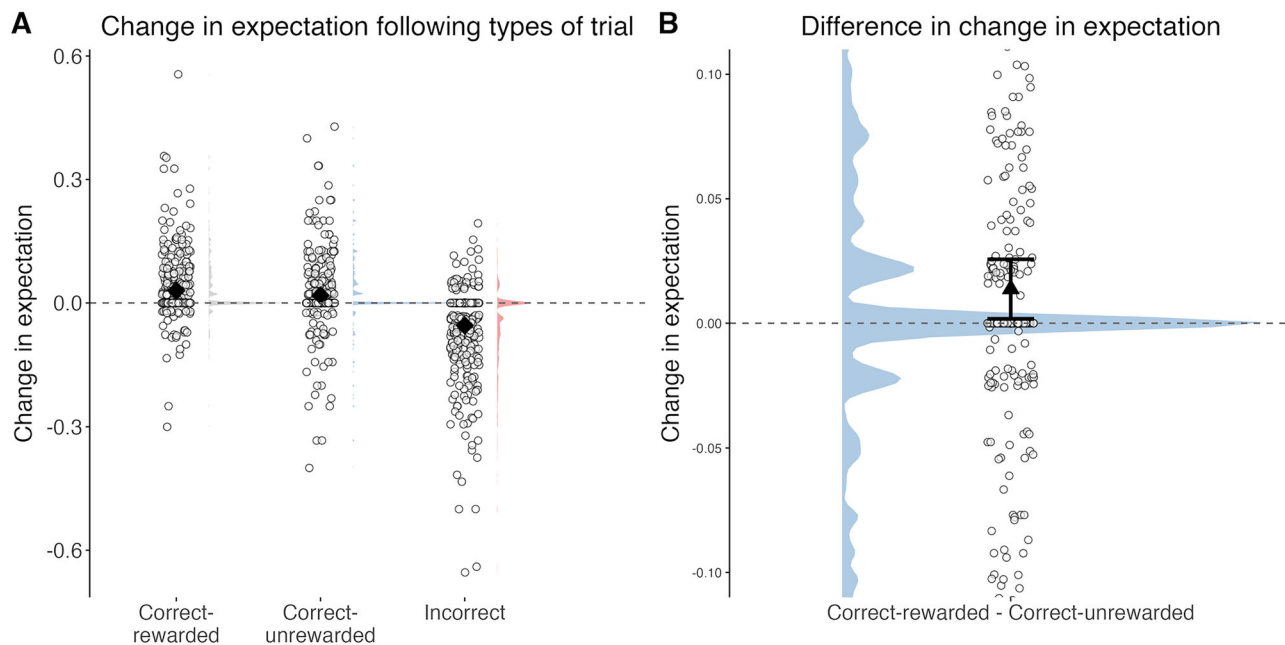 A Change in expectation following types of trial
Change in expectation
0.6
0.3
0.0
-0.3
-0.6
Correct-
rewarded
Correct-
unrewarded
Incorrect
B Difference in change in expectation
Change in expectation
0.10
0.05
0.00
-0.05
-0.10
Correct-rewarded - Correct-unrewarded